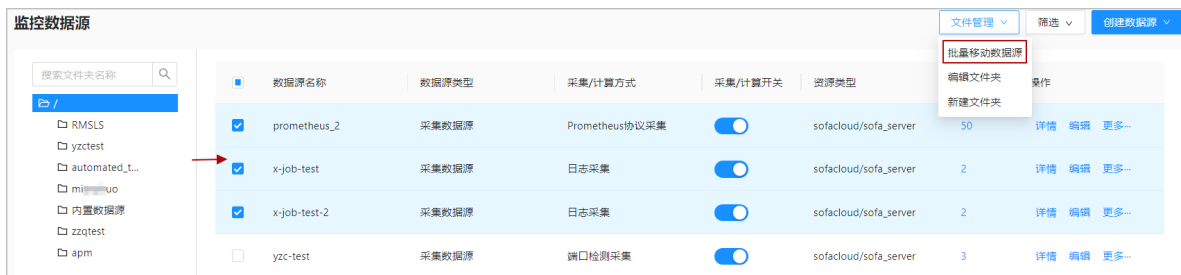 监控数据源
文件管理 筛选 创建数据源
批量移动数据源
编辑文件夹
新建文件夹
搜索文件夹名称
/
RMSLS
yzctest
automated_t...
内置数据源
zzqtest
apm
数据源名称 数据源类型 采集/计算方式 采集/计算开关 资源类型 操作
prometheus_2 采集数据源 Prometheus协议采集 sofacloud/sofa_server 50 详情 编辑 更多...
x-job-test 采集数据源 日志采集 sofacloud/sofa_server 2 详情 编辑 更多...
x-job-test-2 采集数据源 日志采集 sofacloud/sofa_server 2 详情 编辑 更多...
yzc-test 采集数据源 端口检测采集 sofacloud/sofa_server 3 详情 编辑 更多...